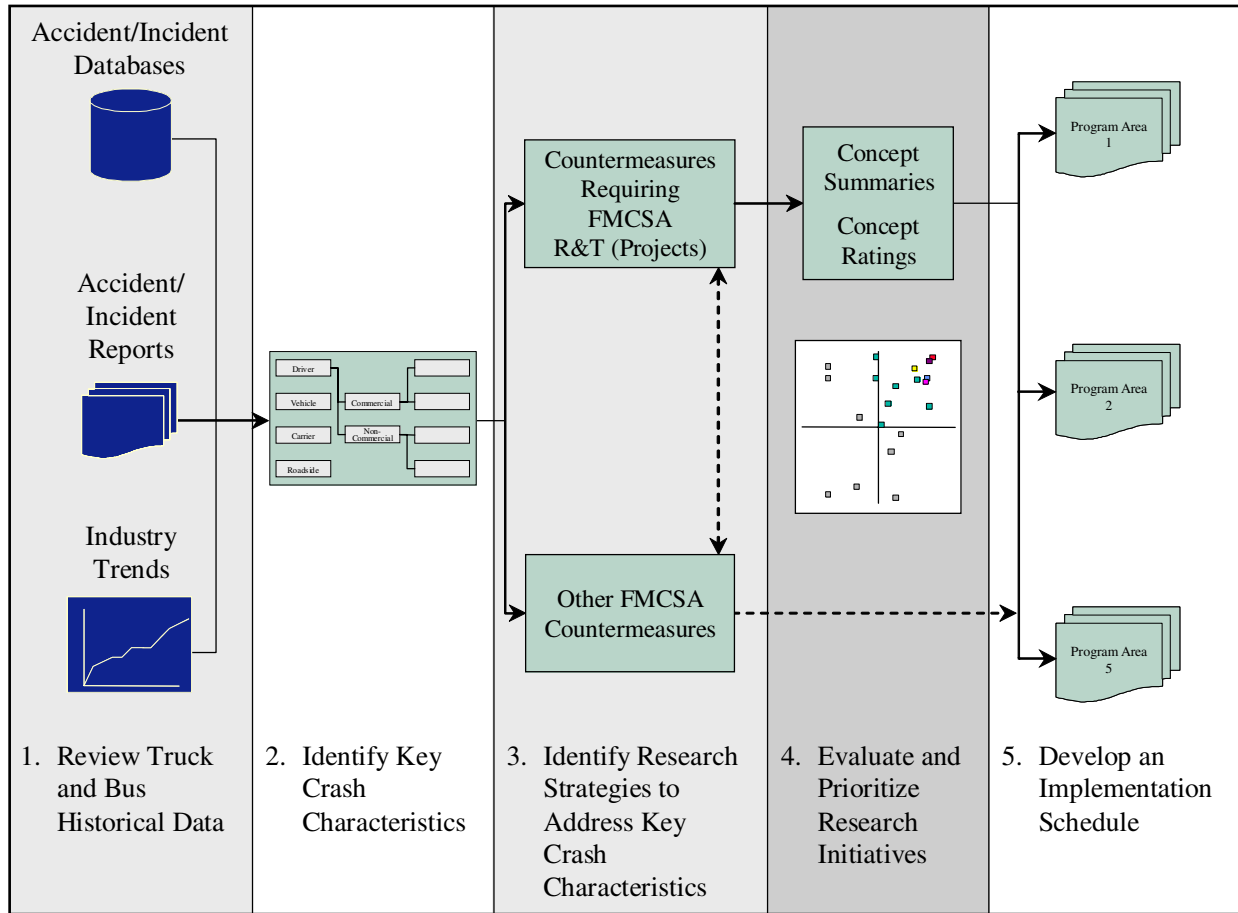 Accident/Incident
Databases
Accident/
Incident
Reports
Industry
Trends
Driver
Vehicle
Carrier
Roadside
Commercial
Non-
Commercial
Countermeasures
Requiring
FMCSA
R&T (Projects)
Other FMCSA
Countermeasures
Concept
Summaries
Concept
Ratings
Program Area
1
Program Area
2
Program Area
5
1. Review Truck
and Bus
Historical Data
2. Identify Key
Crash
Characteristics
3. Identify Research
Strategies to
Address Key
Crash
Characteristics
4. Evaluate and
Prioritize
Research
Initiatives
5. Develop an
Implementation
Schedule